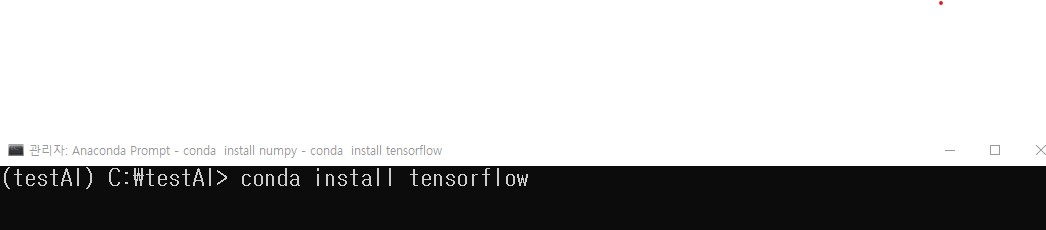 관리자: Anaconda Prompt - conda  install numpy - conda  install tensorflow
(testAI) C:₩testAI> conda install tensorflow